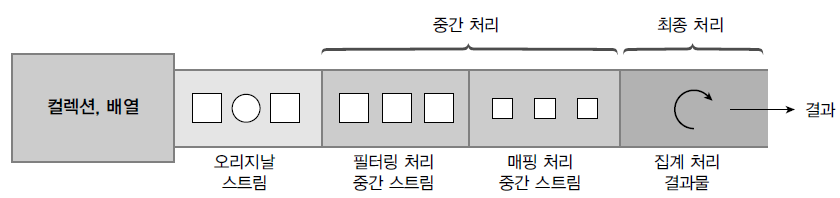 중간 처리
최종 처리
컬렉션, 배열
결과
오리지날
스트림
필터링 처리
중간 스트림
매핑 처리
중간 스트림
집계 처리
결과물